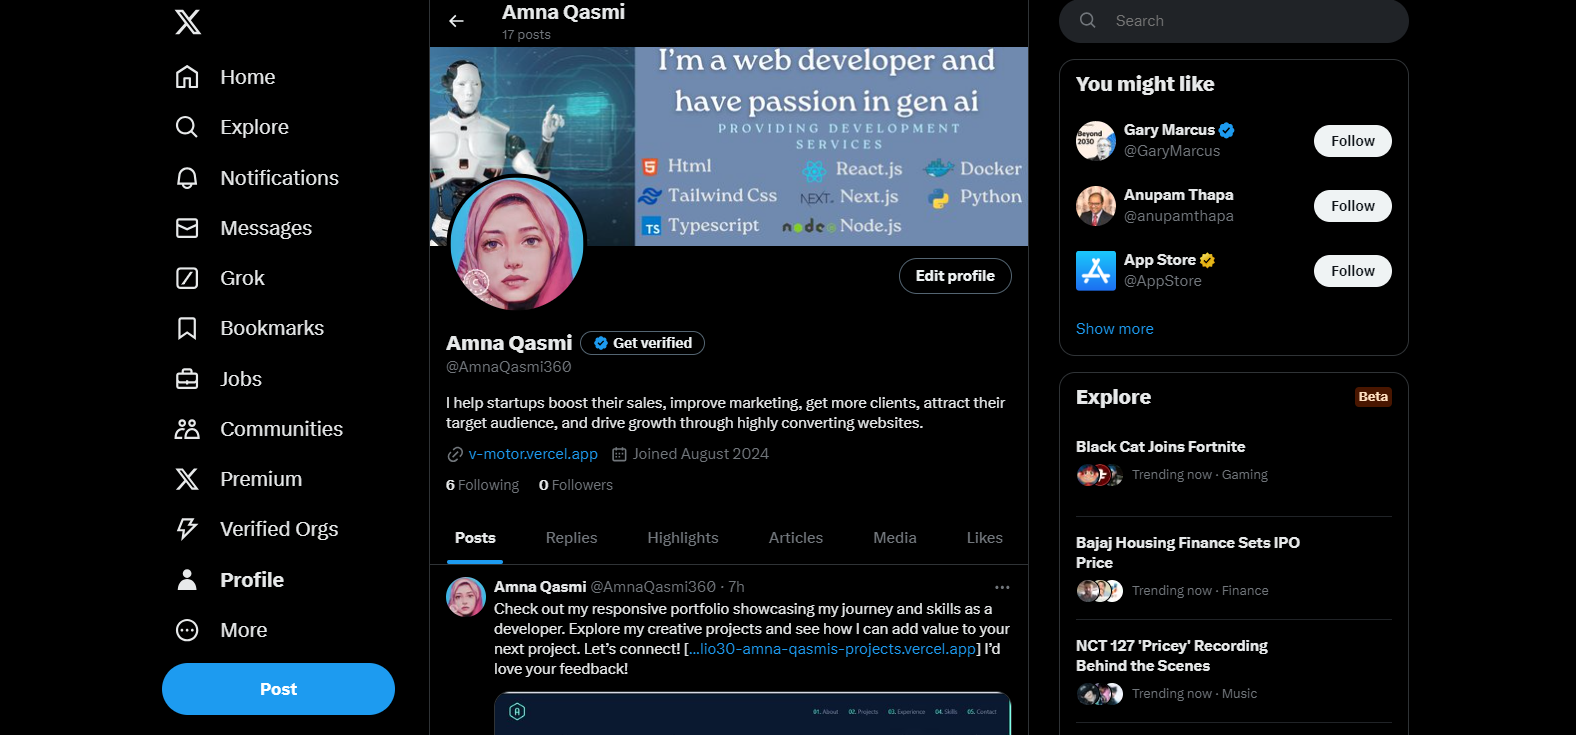 Home
Explore
Notifications
Messages
Grok
Bookmarks
Jobs
Communities
Premium
Verified Orgs
Profile
More
Post
Amna Qasmi
17 posts
I'm a web developer and
have passion in gen ai
PROVIDING DEVELOPMENT
SERVICES
Html
React.js
Docker
Tailwind Css
NEXT. Next.js
Python
TS Typescript
node Node.js
Edit profile
Amna Qasmi Get verified
@AmnaQasmi360
I help startups boost their sales, improve marketing, get more clients, attract their
target audience, and drive growth through highly converting websites.
v-motor.vercel.app Joined August 2024
6 Following 0 Followers
Posts Replies Highlights Articles Media Likes
Amna Qasmi @AmnaQasmi360 · 7h
Check out my responsive portfolio showcasing my journey and skills as a
developer. Explore my creative projects and see how I can add value to your
next project. Let's connect! [...lio30-amna-qasmis-projects.vercel.app] I'd
love your feedback!
A
01. About 02. Projects 03. Experience 04. Skills 05. Contact
Search
You might like
Beyond
2030
Gary Marcus
@GaryMarcus
Follow
Anupam Thapa
@anupamthapa
Follow
App Store
@AppStore
Follow
Show more
Explore Beta
Black Cat Joins Fortnite
Trending now · Gaming
Bajaj Housing Finance Sets IPO
Price
Trending now · Finance
NCT 127 'Pricey' Recording
Behind the Scenes
Trending now · Music